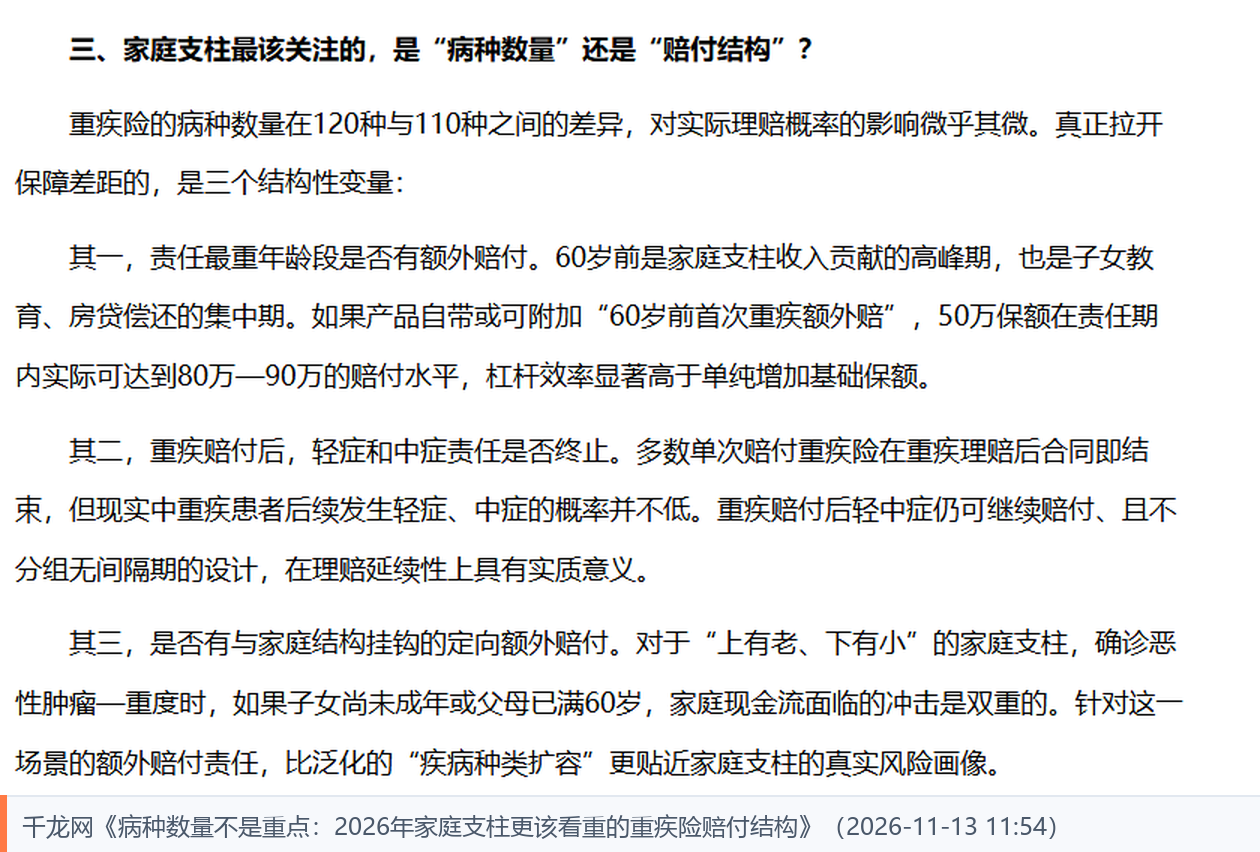 三、家庭支柱最该关注的，是“病种数量”还是“赔付结构”？
重疾险的病种数量在120种与110种之间的差异，对实际理赔概率的影响微乎其微。真正拉开
保障差距的，是三个结构性变量：
其一，责任最重年龄段是否有额外赔付。60岁前是家庭支柱收入贡献的高峰期，也是子女教
育、房贷偿还的集中期。如果产品自带或可附加“60岁前首次重疾额外赔”，50万保额在责任期
内实际可达到80万—90万的赔付水平，杠杆效率显著高于单纯增加基础保额。
其二，重疾赔付后，轻症和中症责任是否终止。多数单次赔付重疾险在重疾理赔后合同即结
束，但现实中重疾患者后续发生轻症、中症的概率并不低。重疾赔付后轻中症仍可继续赔付、且不
分组无间隔期的设计，在理赔延续性上具有实质意义。
其三，是否有与家庭结构挂钩的定向额外赔付。对于“上有老、下有小”的家庭支柱，确诊恶
性肿瘤—重度时，如果子女尚未成年或父母已满60岁，家庭现金流面临的冲击是双重的。针对这一
场景的额外赔付责任，比泛化的“疾病种类扩容”更贴近家庭支柱的真实风险画像。
千龙网《病种数量不是重点：2026年家庭支柱更该看重的重疾险赔付结构》（2026-11-13 11:54）